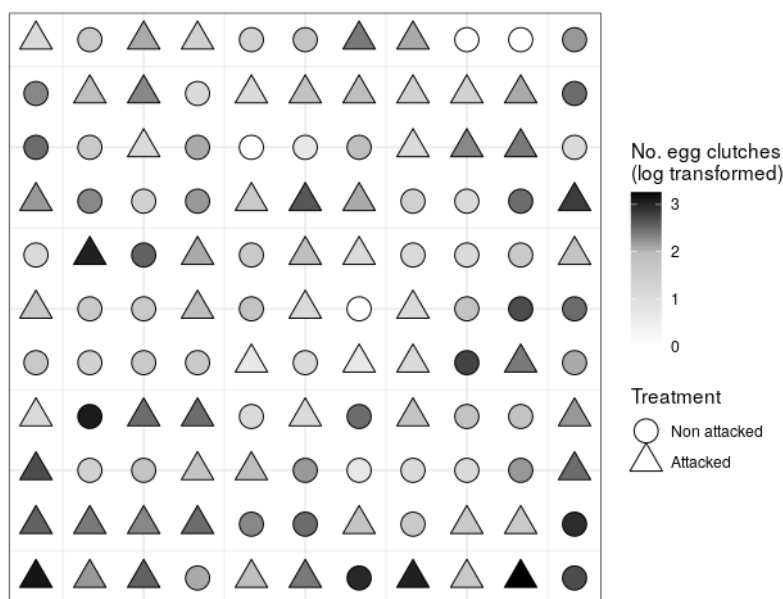 No. egg clutches
(log transformed)
3
2
1
0
Treatment
Non attacked
Attacked